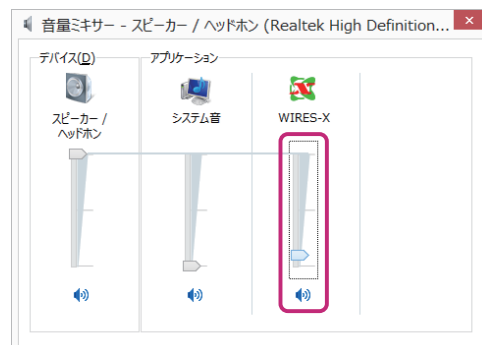 音量ミキサー - スピーカー / ヘッドホン (Realtek High Definition...
デバイス(D)
アプリケーション
スピーカー /
ヘッドホン
システム音
WIRES-X